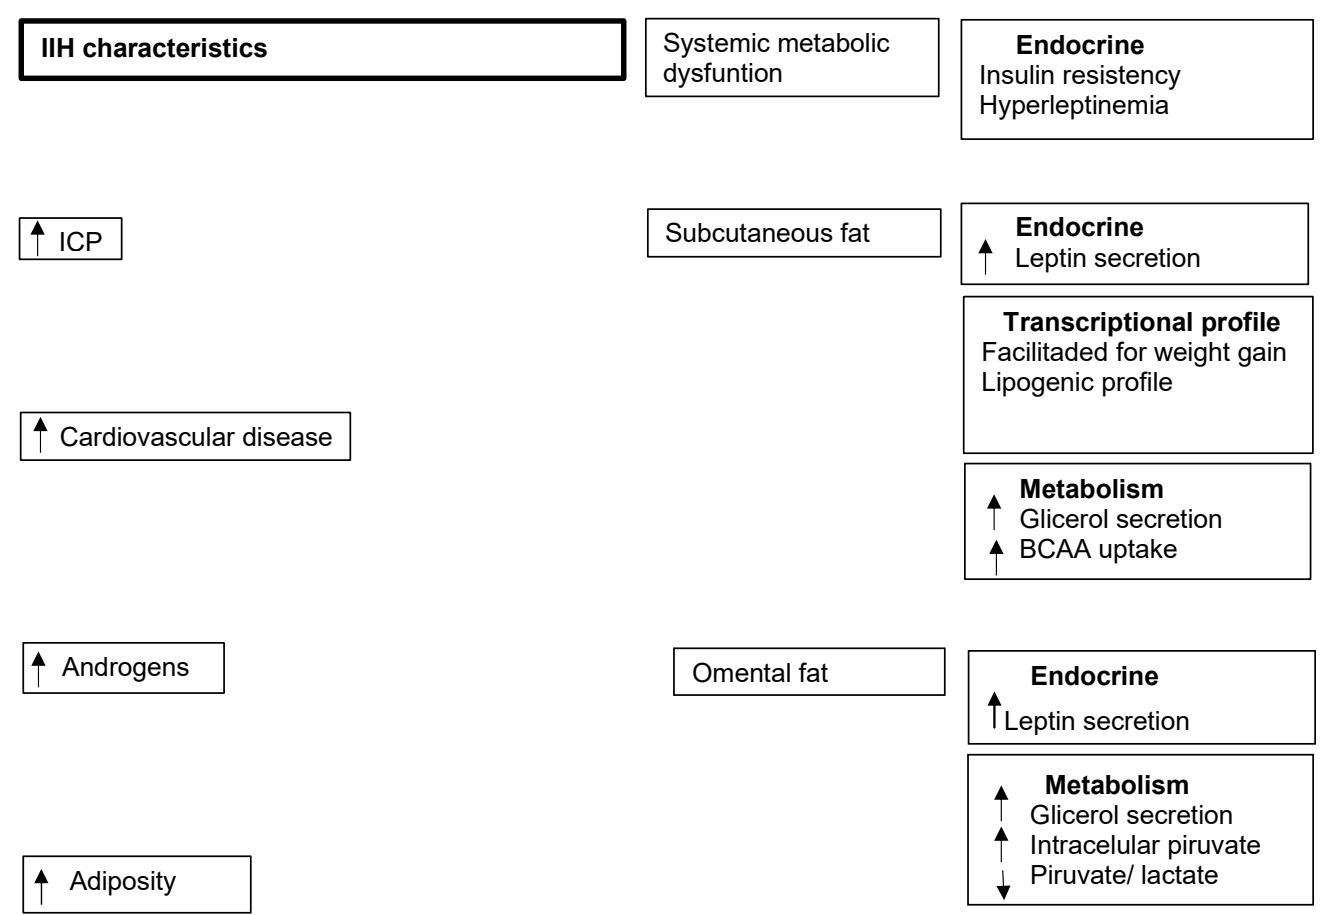 IIH characteristics
Systemic metabolic
dysfuntion
Endocrine
Insulin resistency
Hyperleptinemia
ICP
Subcutaneous fat
Endocrine
Leptin secretion
Transcriptional profile
Facilitaded for weight gain
Lipogenic profile
Cardiovascular disease
Metabolism
Glicerol secretion
BCAA uptake
Androgens
Omental fat
Endocrine
Leptin secretion
Metabolism
Glicerol secretion
Intracelular piruvate
Piruvate/ lactate
Adiposity